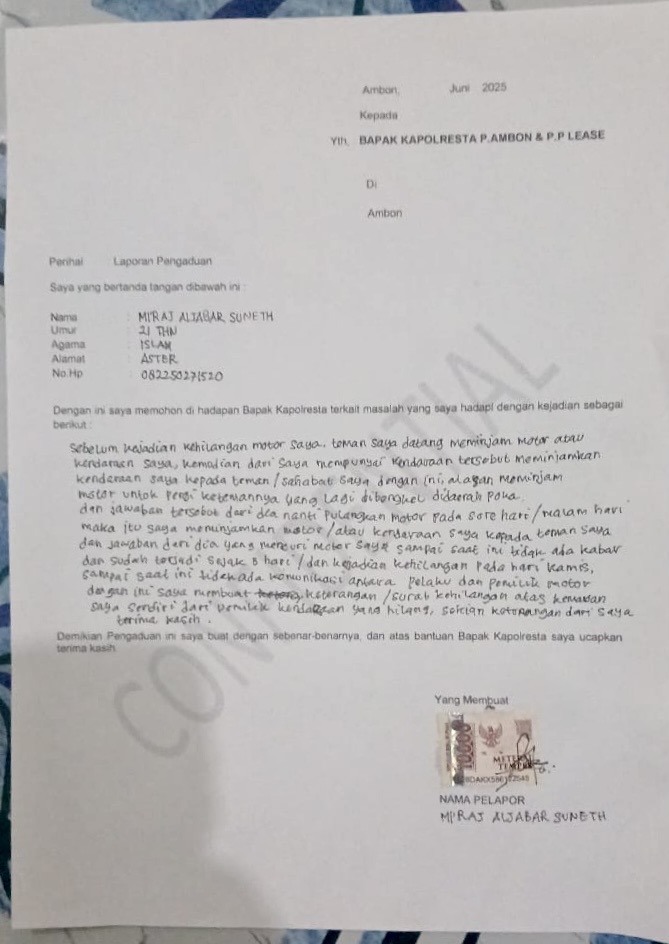 Ambon, Juni 2025
Kepada
Yth. BAPAK KAPOLRESTA P.AMBON & P.P LEASE
Di
Ambon
Perihal Laporan Pengaduan
Saya yang bertanda tangan dibawah ini :
Nama : MI'RAJ ALJABAR SUNETH
Umur : 21 THN
Agama : ISLAM
Alamat : ASTER
No.Hp : 082250271520
Dengan ini saya memohon di hadapan Bapak Kapolresta terkait masalah yang saya hadapi dengan kejadian sebagai
berikut :
Sebelum kejadian kehilangan motor saya. teman saya datang meminjam motor atau
kendaraan saya, kemudian dari saya mempunyai kendaraan tersebut meminjamkan
kendaraan saya kepada teman / sahabat saya dengan ini, alasan meminjam
motor untuk pergi ketemannya yang lagi dibengkel didaerah Poka.
dan jawaban tersebut dari dia nanti pulangkan motor pada sore hari / malam hari
maka itu saya meminjamkan motor / atau kendaraan saya kepada teman saya
dan jawaban dari dia yang mencuri motor saya sampai saat ini tidak ada kabar
dan sudah terjadi sejak 8 hari / dan kejadian kehilangan pada hari kamis,
sampai saat ini tidak ada komunikasi antara pelaku dan pemilik motor
dengan ini saya membuat keterangan / surat kehilangan atas kemauan
saya sendiri dari pemilik kendaraan yang hilang, sekian keterangan dari saya
terima kasih.
Demikian Pengaduan ini saya buat dengan sebenar-benarnya, dan atas bantuan Bapak Kapolresta saya ucapkan
terima kasih
CONFIDENTIAL
Yang Membuat
10000
METERAI
TEMPEL
NAMA PELAPOR
MI'RAJ ALJABAR SUNETH